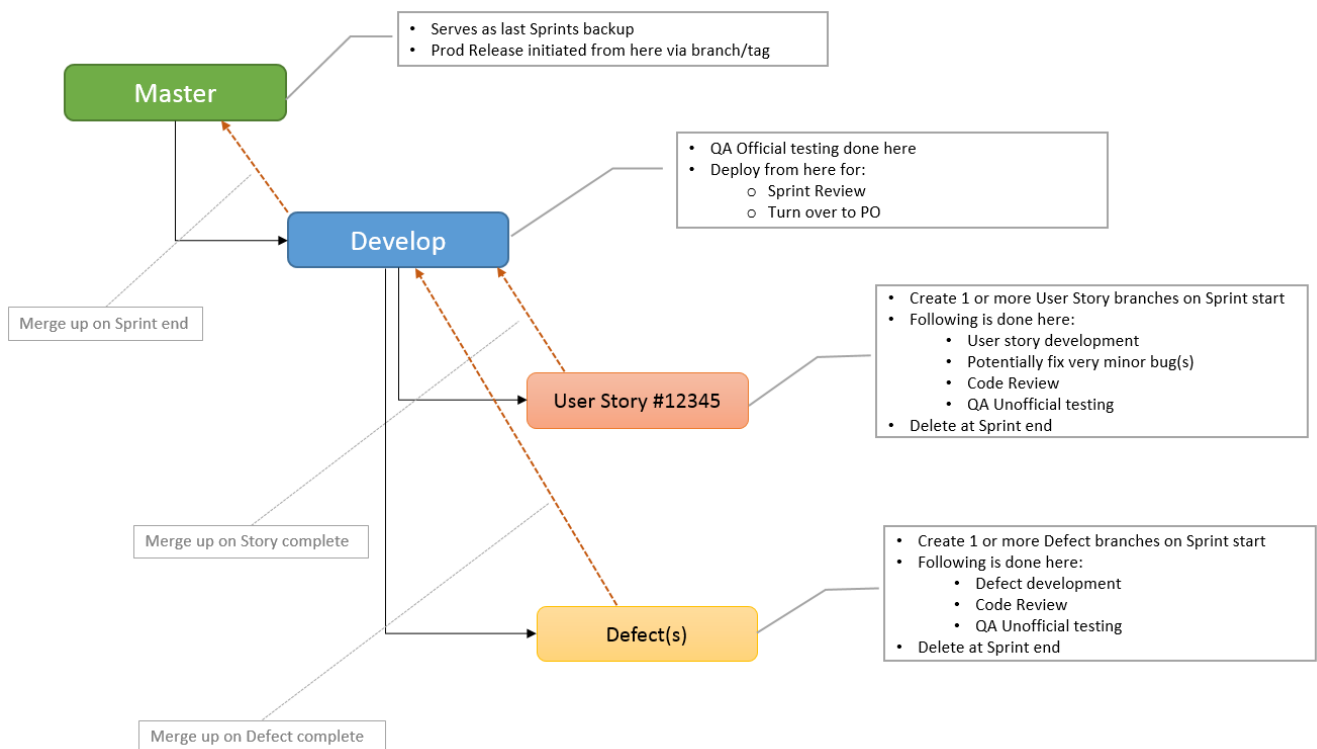 • Serves as last Sprints backup
• Prod Release initiated from here via branch/tag
Master
• QA Official testing done here
• Deploy from here for:
o Sprint Review
o Turn over to PO
Develop
Merge up on Sprint end
• Create 1 or more User Story branches on Sprint start
• Following is done here:
• User story development
• Potentially fix very minor bug(s)
• Code Review
• QA Unofficial testing
• Delete at Sprint end
User Story #12345
Merge up on Story complete
• Create 1 or more Defect branches on Sprint start
• Following is done here:
• Defect development
• Code Review
• QA Unofficial testing
• Delete at Sprint end
Defect(s)
Merge up on Defect complete